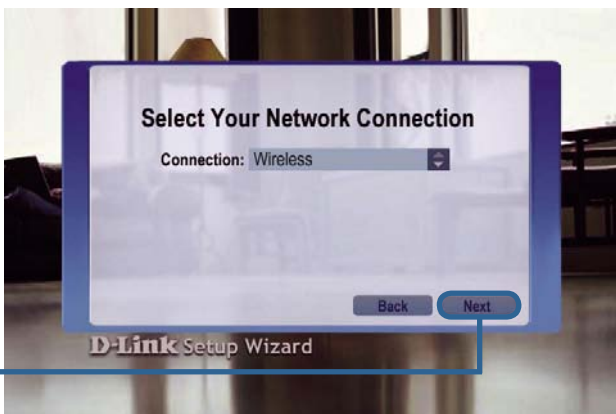 Select Your Network Connection
Connection: Wireless
Back Next
D-Link Setup Wizard